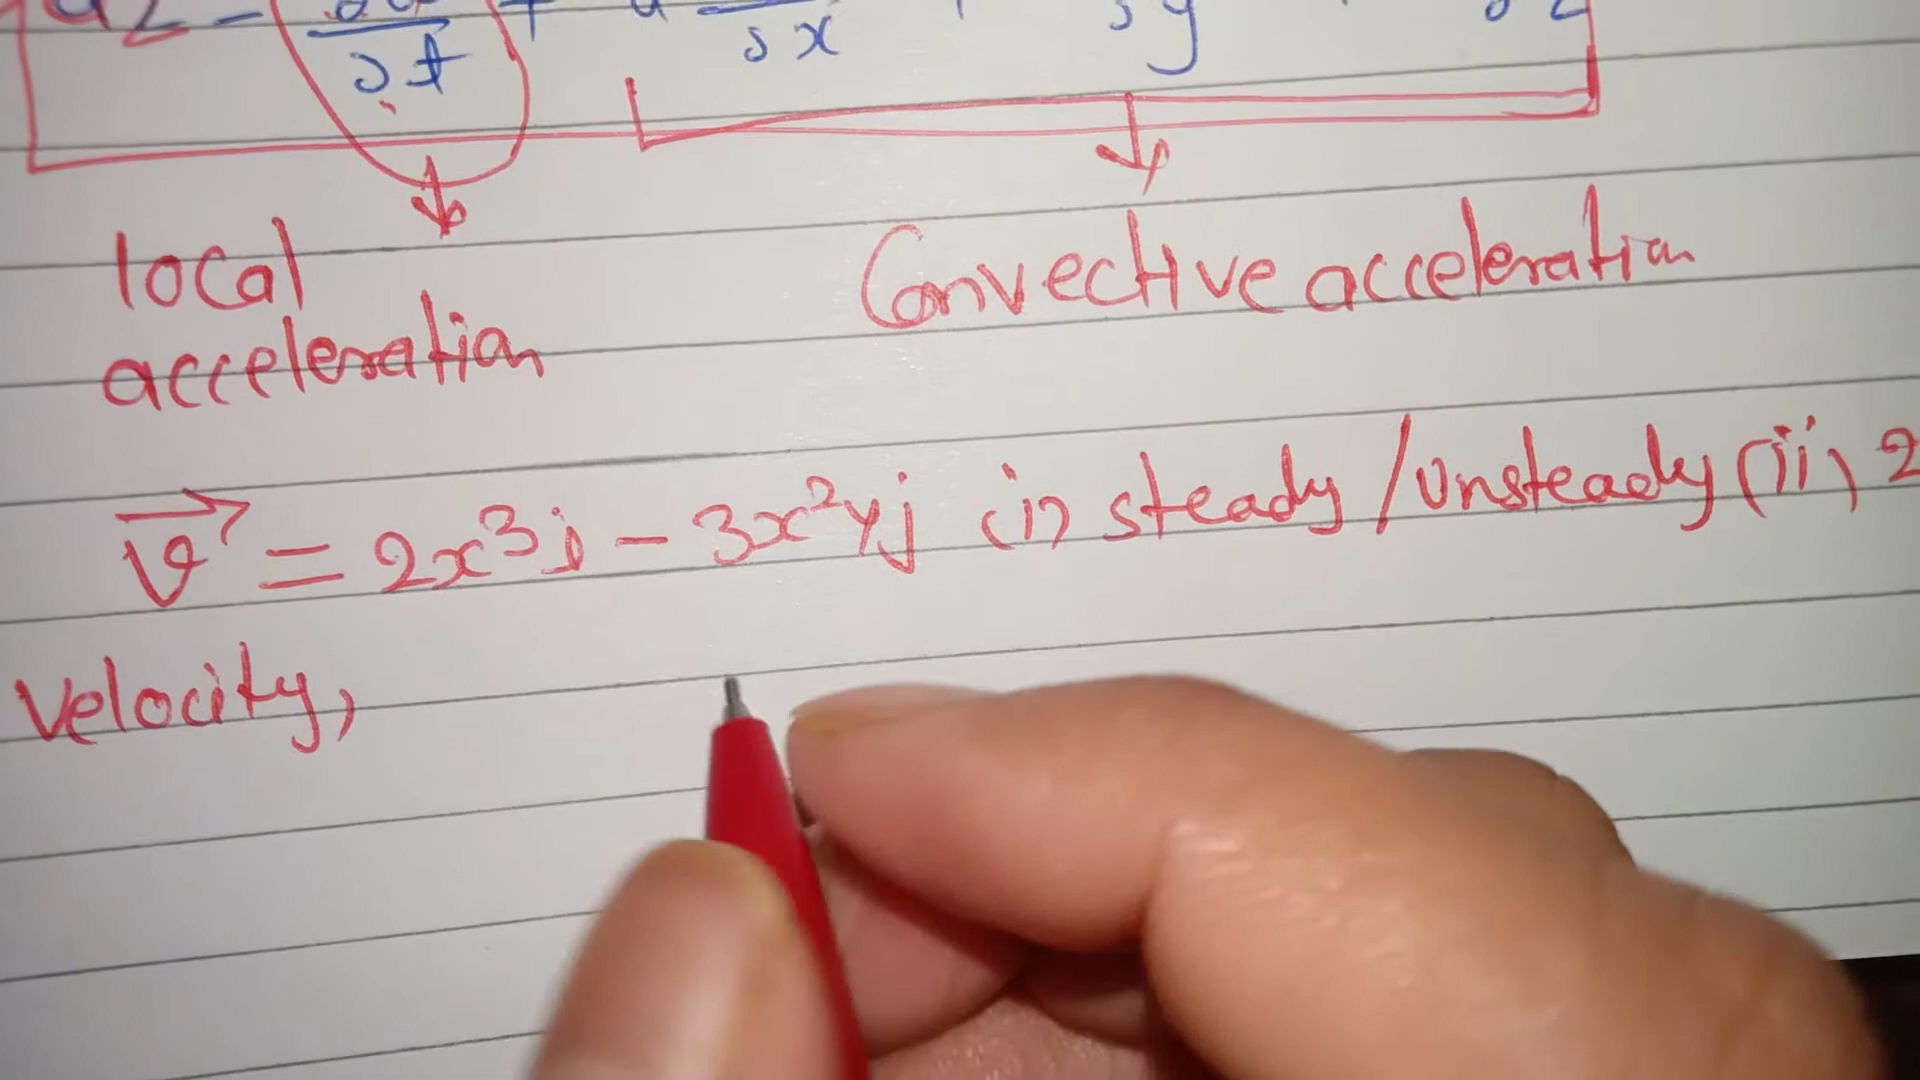 ∂t ∂x ∂y
local Convective acceleration
acceleration
v⃗ = 2x³i - 3x²yj (i) steady/Unsteady (ii) 2
Velocity,